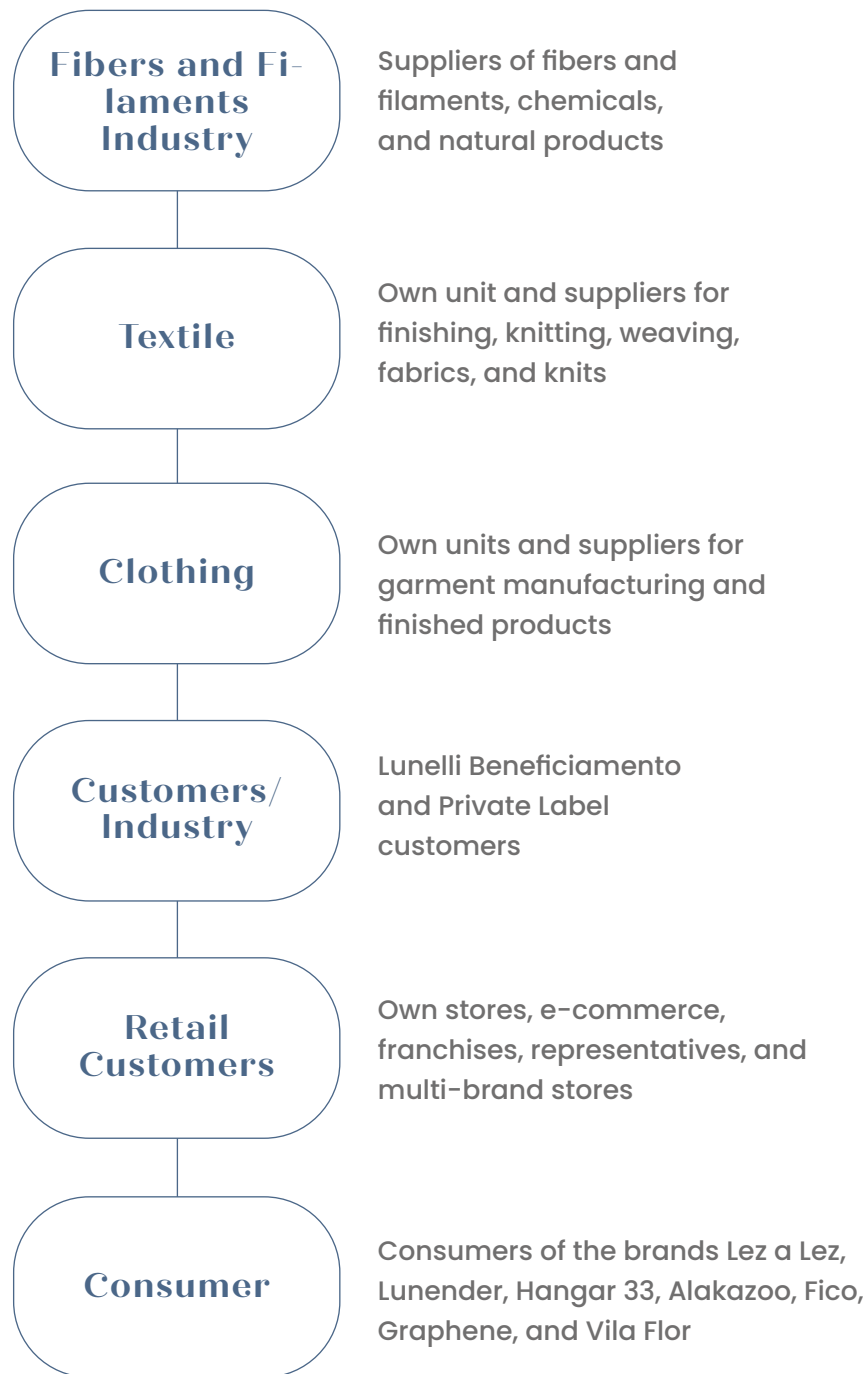 Fibers and Fi-
laments
Industry
Suppliers of fibers and
filaments, chemicals,
and natural products
Textile
Own unit and suppliers for
finishing, knitting, weaving,
fabrics, and knits
Clothing
Own units and suppliers for
garment manufacturing and
finished products
Customers/
Industry
Lunelli Beneficiamento
and Private Label
customers
Retail
Customers
Own stores, e-commerce,
franchises, representatives, and
multi-brand stores
Consumer
Consumers of the brands Lez a Lez,
Lunender, Hangar 33, Alakazoo, Fico,
Graphene, and Vila Flor